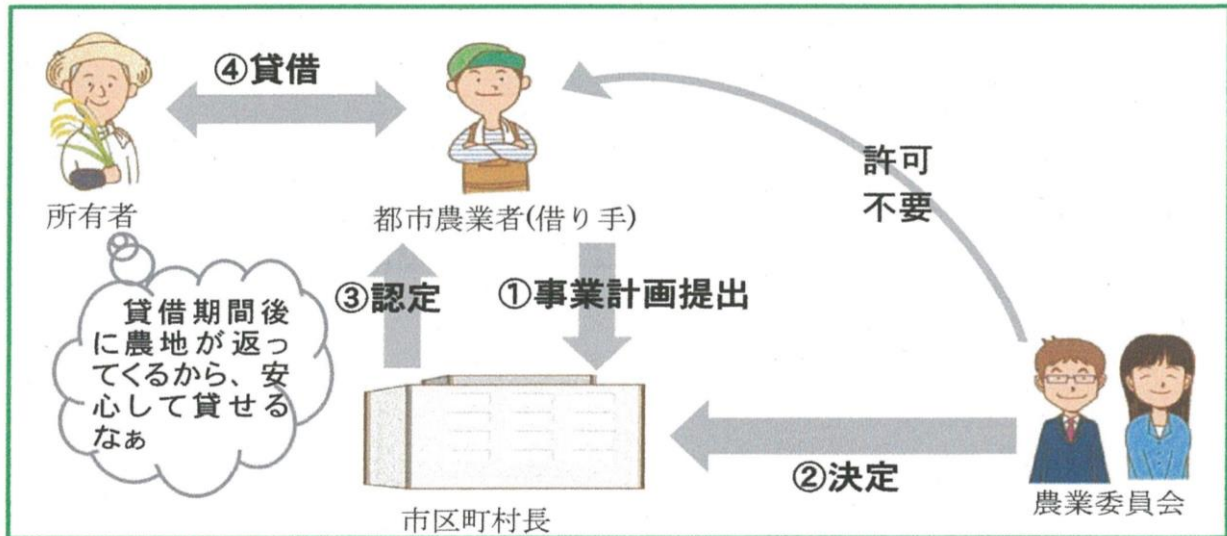 ④貸借
許可
不要
所有者
都市農業者(借り手)
③認定
①事業計画提出
貸借期間後
に農地が返っ
てくるから、安
心して貸せる
なぁ
②決定
市区町村長
農業委員会